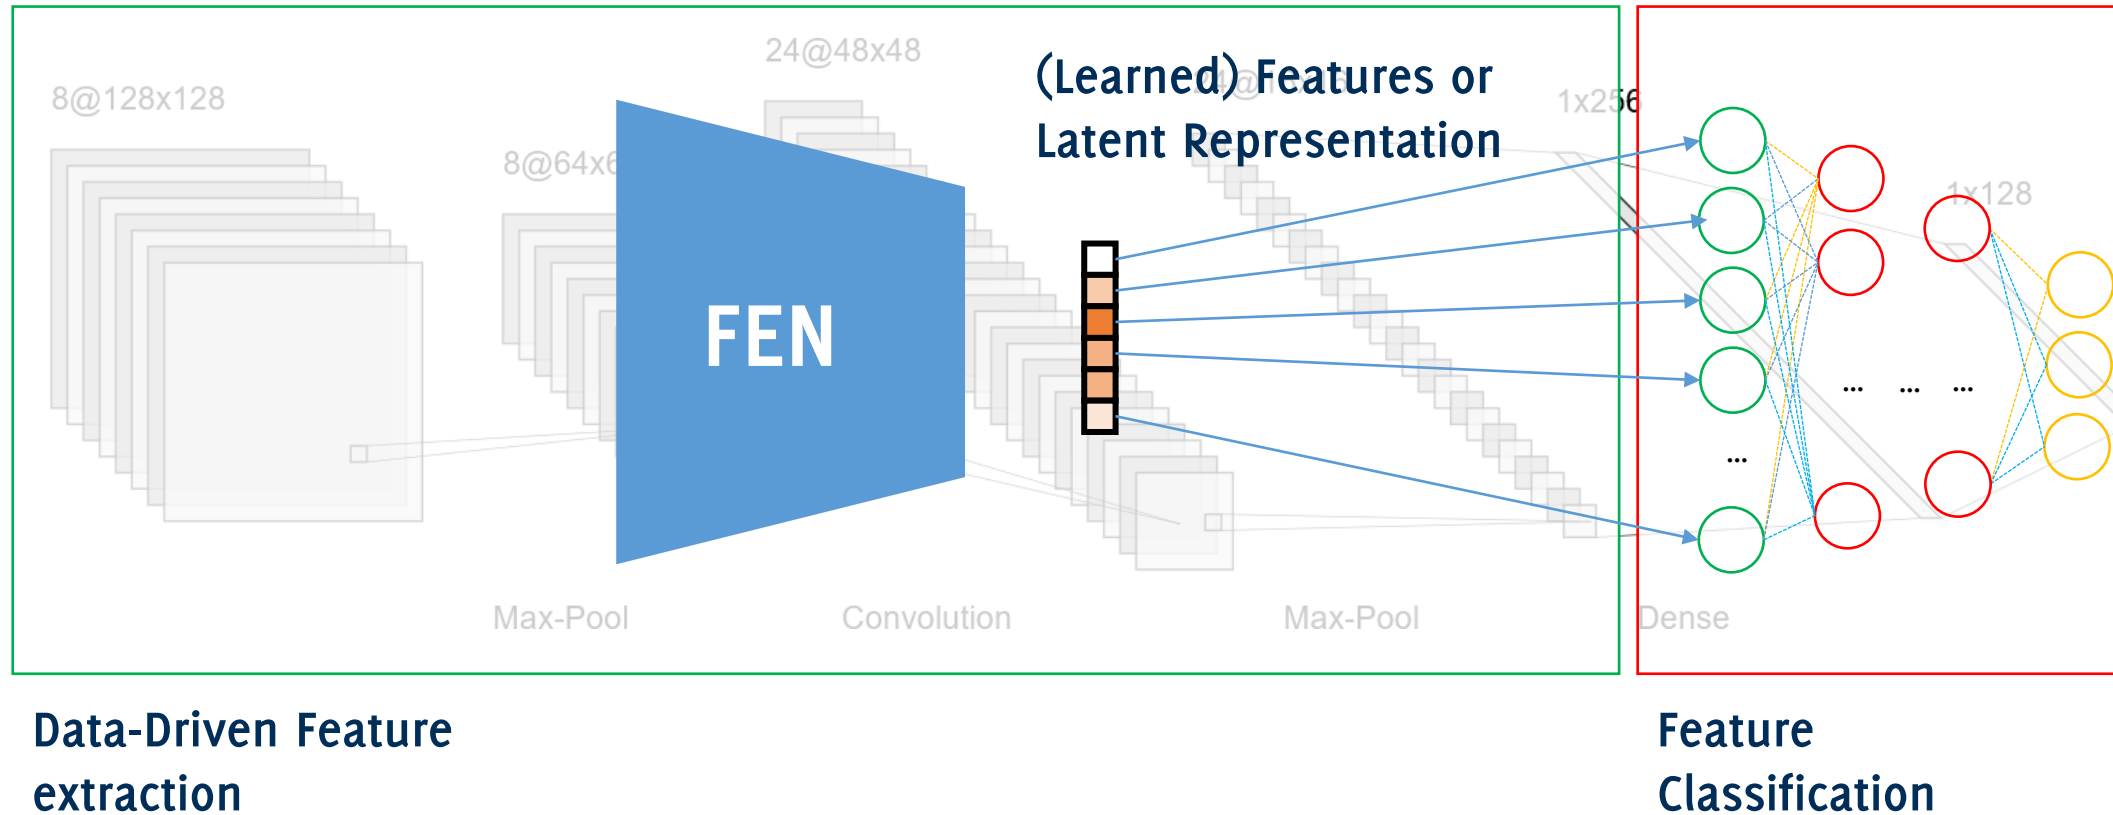 8@128x128
24@48x48
(Learned) Features or
Latent Representation
1x256
8@64x6
1x128
FEN
...
... ... ...
Max-Pool
Convolution
Max-Pool
Dense
Data-Driven Feature
extraction
Feature
Classification